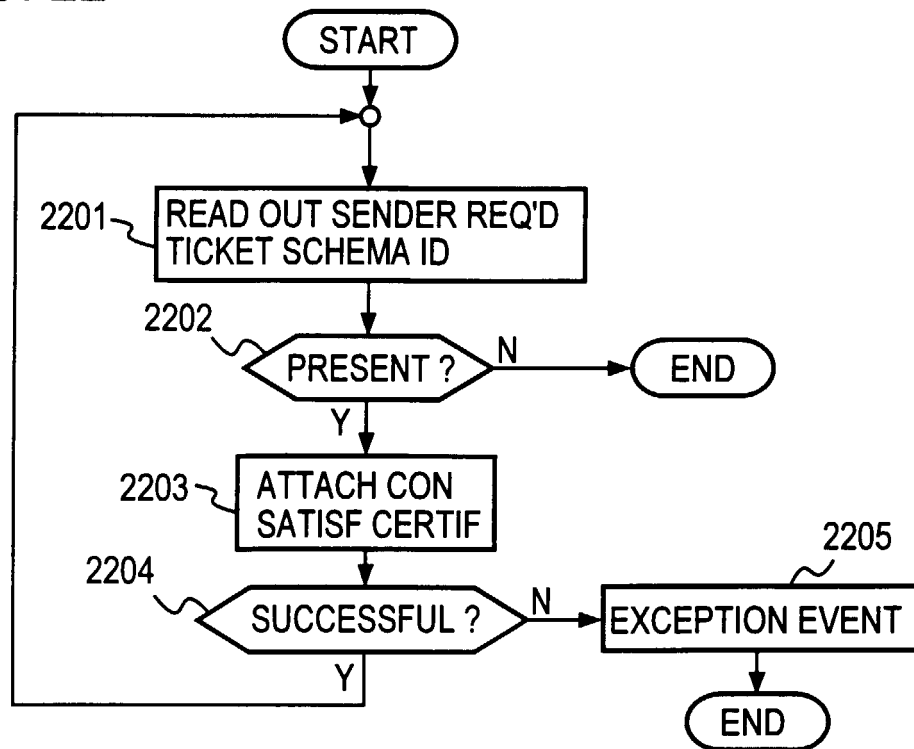 START
2201
READ OUT SENDER REQ'D
TICKET SCHEMA ID
2202
PRESENT ?
N
END
Y
2203
ATTACH CON
SATISF CERTIF
2204
SUCCESSFUL ?
N
2205
EXCEPTION EVENT
Y
END